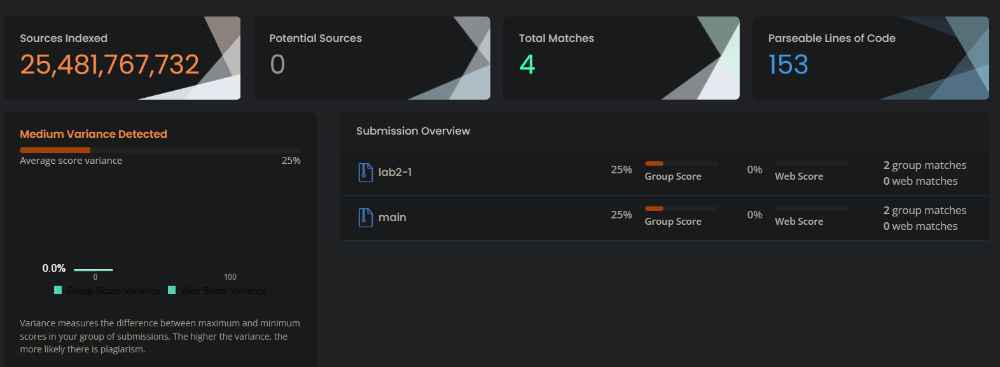 Sources Indexed
25,481,767,732
Potential Sources
0
Total Matches
4
Parseable Lines of Code
153
Medium Variance Detected
Average score variance 25%
0.0%
0 100
Group Score Variance Score Variance
Variance measures the difference between maximum and minimum
scores in your group of submissions. The higher the variance, the
more likely there is plagiarism.
Submission Overview
lab2-1 25% Group Score 0% Web Score 2 group matches
0 web matches
main 25% Group Score 0% Web Score 2 group matches
0 web matches